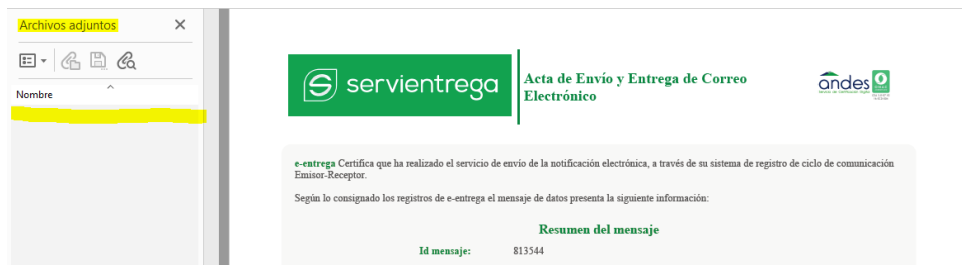 Archivos adjuntos
Nombre
servientrega
Acta de Envío y Entrega de Correo
Electrónico
andes
e-entrega Certifica que ha realizado el servicio de envío de la notificación electrónica, a través de su sistema de registro de ciclo de comunicación
Emisor-Receptor.
Según lo consignado los registros de e-entrega el mensaje de datos presenta la siguiente información:
Resumen del mensaje
Id mensaje: 813544